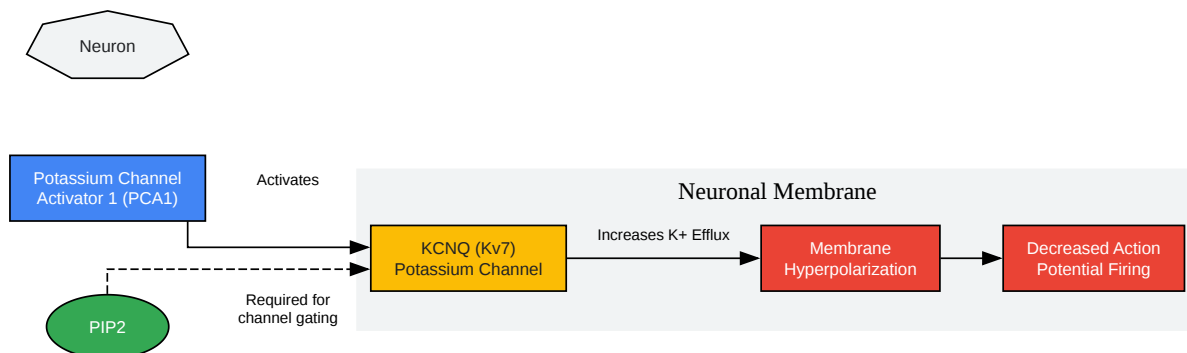 Neuron
Potassium Channel
Activator 1 (PCA1)
Activates
Neuronal Membrane
KCNQ (Kv7)
Potassium Channel
Increases K+ Efflux
Membrane
Hyperpolarization
Decreased Action
Potential Firing
Required for
channel gating
PIP2